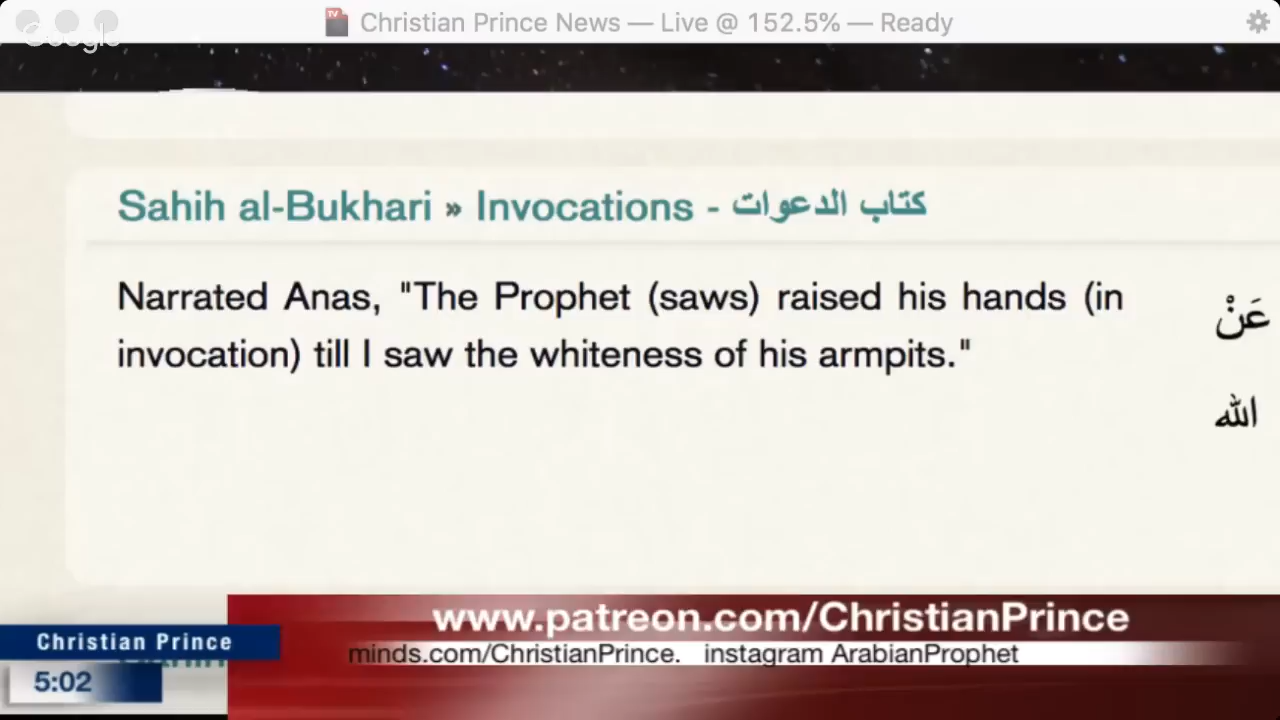 Christian Prince News — Live @ 152.5% — Ready
Google
Sahih al-Bukhari » Invocations - كتاب الدعوات
Narrated Anas, "The Prophet (saws) raised his hands (in
invocation) till I saw the whiteness of his armpits."
عَنْ
الله
www.patreon.com/ChristianPrince
Christian Prince
minds.com/ChristianPrince. instagram ArabianProphet
5:02